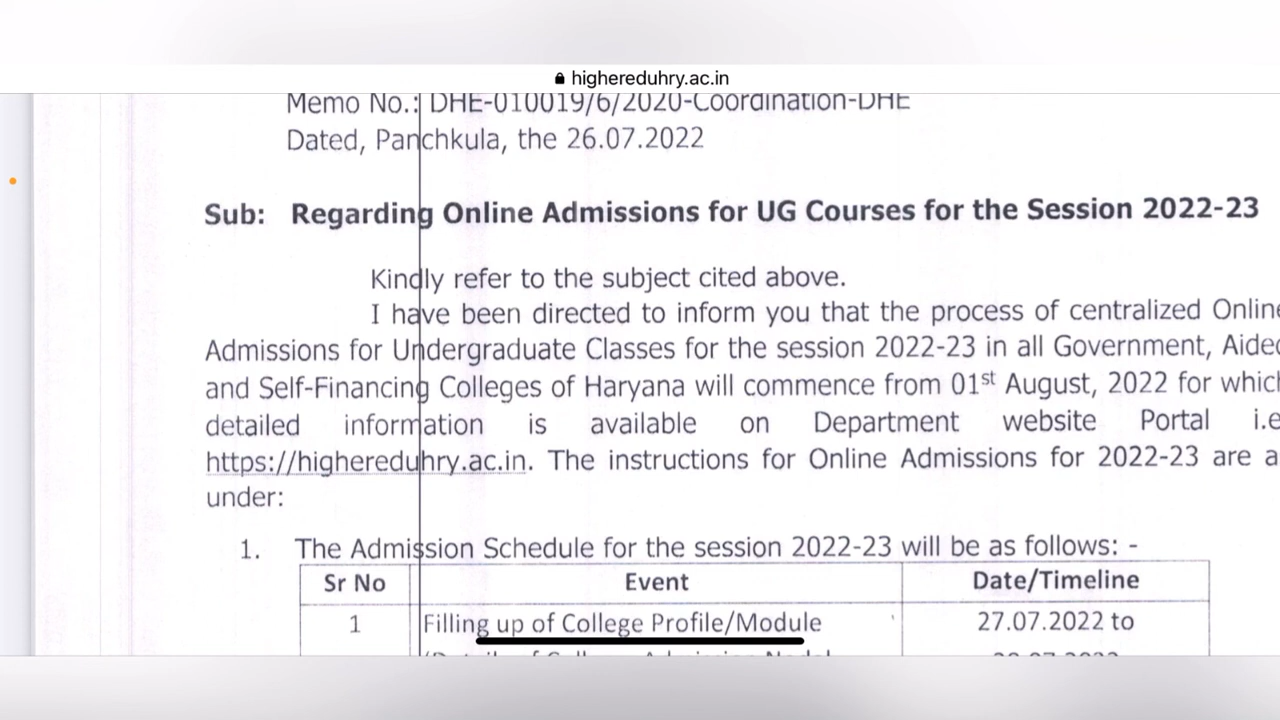 highereduhry.ac.in
Memo No.: DHE-010019/6/2020-Coordination-DHE
Dated, Panchkula, the 26.07.2022
Sub: Regarding Online Admissions for UG Courses for the Session 2022-23
Kindly refer to the subject cited above.
I have been directed to inform you that the process of centralized Online
Admissions for Undergraduate Classes for the session 2022-23 in all Government, Aided
and Self-Financing Colleges of Haryana will commence from 01st August, 2022 for which
detailed information is available on Department website Portal i.e
https://highereduhry.ac.in. The instructions for Online Admissions for 2022-23 are a
under:
1. The Admission Schedule for the session 2022-23 will be as follows: -
Sr No Event Date/Timeline
1 Filling up of College Profile/Module 27.07.2022 to